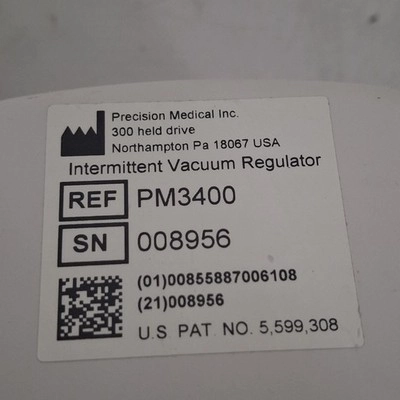 Precision Medical Inc.
300 held drive
Northampton Pa 18067 USA
Intermittent Vacuum Regulator
REF PM3400
SN 008956
(01)00855887006108
(21)008956
U.S PAT. NO. 5,599,308